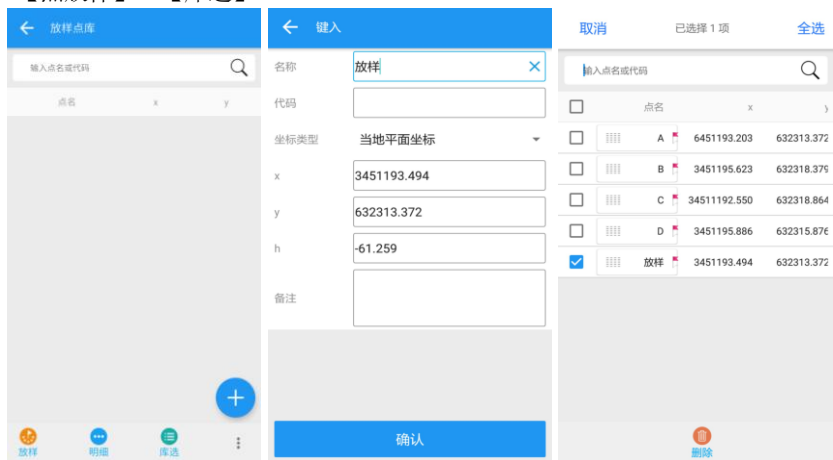 放样点库
输入点名或代码
点名 x y
放样 明细 库选
键入
名称 放样
代码
坐标类型 当地平面坐标
x 3451193.494
y 632313.372
h -61.259
备注
确认
取消 已选择 1 项 全选
输入点名或代码
点名 x y
A 6451193.203 632313.372
B 3451195.623 632318.379
C 34511192.550 632318.864
D 3451195.886 632315.876
放样 3451193.494 632313.372
删除